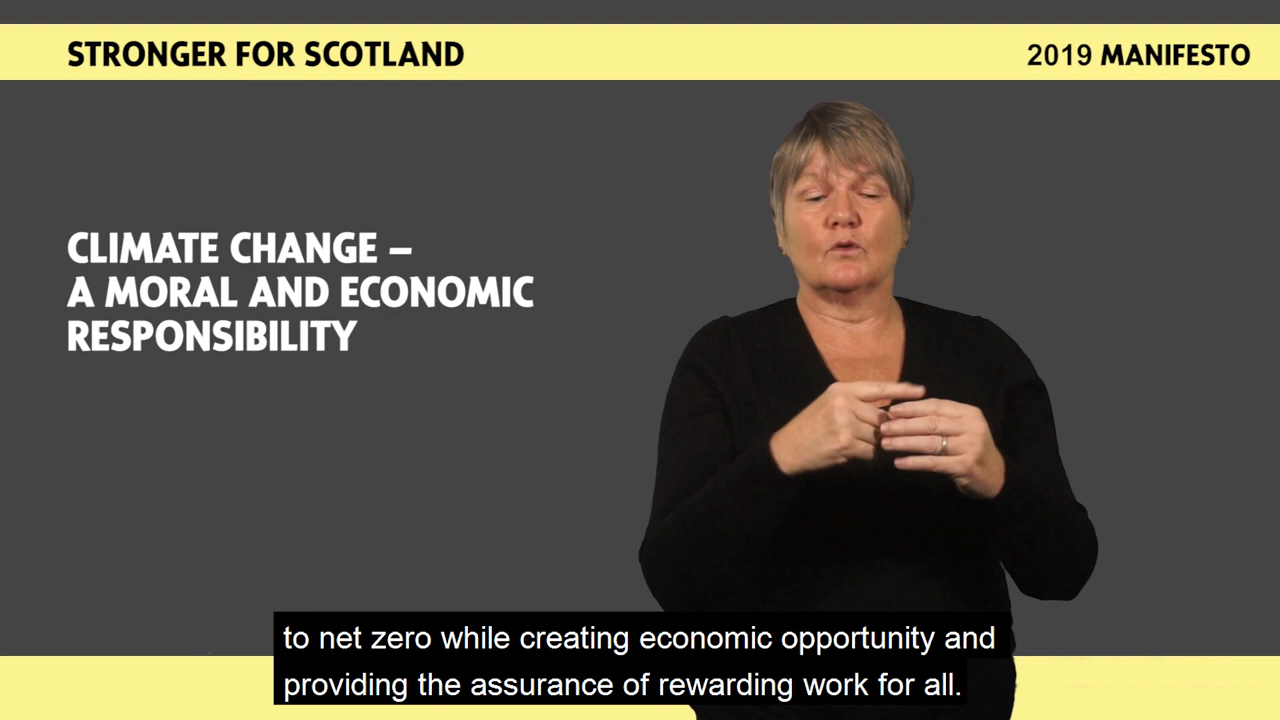 STRONGER FOR SCOTLAND
2019 MANIFESTO
CLIMATE CHANGE –
A MORAL AND ECONOMIC
RESPONSIBILITY
to net zero while creating economic opportunity and
providing the assurance of rewarding work for all.